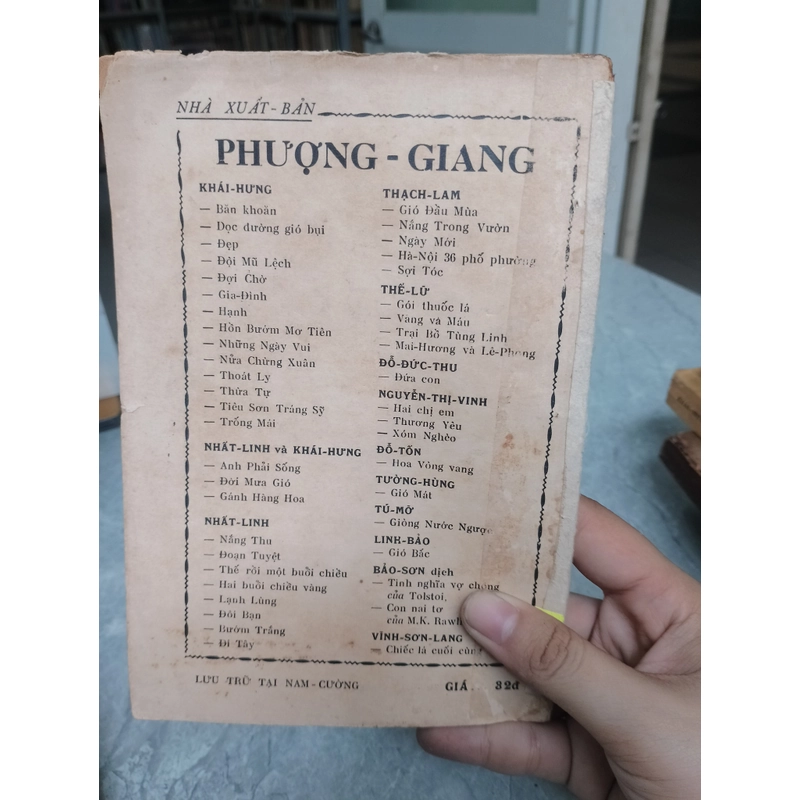 NHÀ XUẤT-BẢN
PHƯỢNG - GIANG
KHÁI-HƯNG
— Băn khoăn
— Dọc đường gió bụi
— Đẹp
— Đội Mũ Lệch
— Đợi Chờ
— Gia-Đình
— Hạnh
— Hồn Bướm Mơ Tiên
— Những Ngày Vui
— Nửa Chừng Xuân
— Thoát Ly
— Thừa Tự
— Tiêu Sơn Tráng Sỹ
— Trống Mái
NHẤT-LINH và KHÁI-HƯNG
— Anh Phải Sống
— Đời Mưa Gió
— Gánh Hàng Hoa
NHẤT-LINH
— Nắng Thu
— Đoạn Tuyệt
— Thế rồi một buổi chiều
— Hai buổi chiều vàng
— Lạnh Lùng
— Đôi Bạn
— Bướm Trắng
— Đi Tây
THẠCH-LAM
— Gió Đầu Mùa
— Nắng Trong Vườn
— Ngày Mới
— Hà-Nội 36 phố phường
— Sợi Tóc
THẾ-LỮ
— Gói thuốc lá
— Vàng và Máu
— Trại Bồ Tùng Linh
— Mai-Hương và Lê-Phong
ĐỖ-ĐỨC-THU
— Đứa con
NGUYỄN-THỊ-VINH
— Hai chị em
— Thương Yêu
— Xóm Nghèo
ĐỖ-TỐN
— Hoa Vông vang
TƯỜNG-HÙNG
— Gió Mát
TÚ-MỠ
— Giòng Nước Ngược
LINH-BẢO
— Gió Bấc
BẢO-SƠN dịch
— Tình nghĩa vợ chồng
của Tolstoi.
— Con nai tơ
của M.K.
VĨNH-SƠN-LANG
— Chiếc lá cuối cùng
LƯU TRỮ TẠI NAM-CƯỜNG
GIÁ 32đ